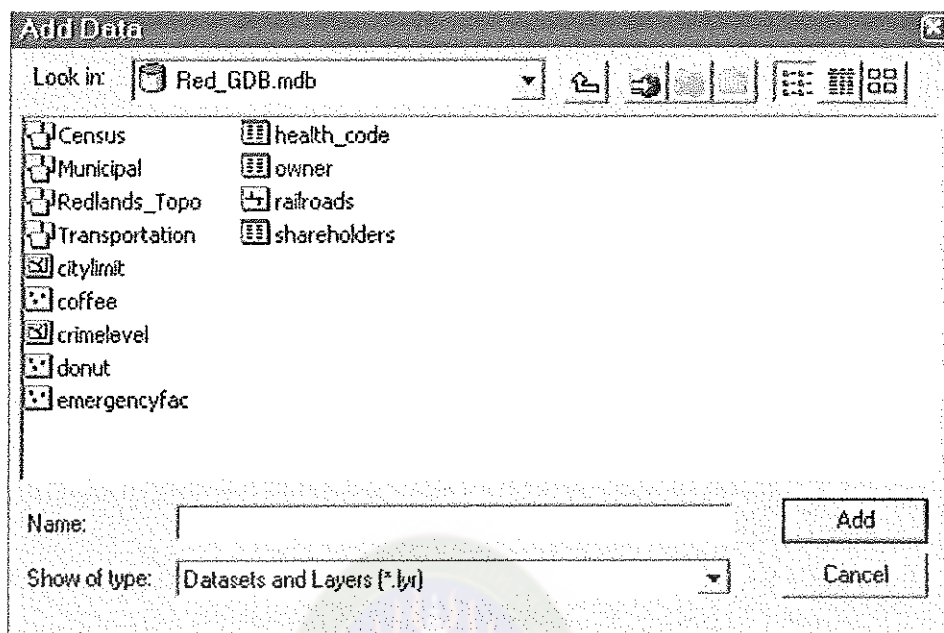 Add Data
Look in: Red_GDB.mdb
Census
Municipal
Redlands_Topo
Transportation
citylimit
coffee
crimelevel
donut
emergencyfac
health_code
owner
railroads
shareholders
Name:
Add
Show of type: Datasets and Layers (*.lyr)
Cancel